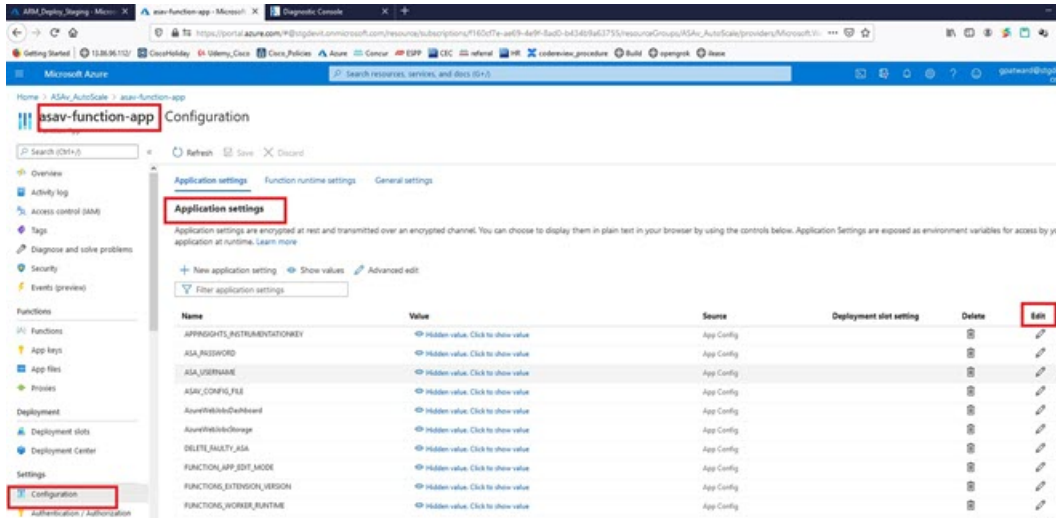 ARM_Deploy_Staging - Micros
asav-function-app - Microsoft
Diagnostic Console
Getting Started
CiscoHoliday
Udemy_Cisco
Cisco_Policies
Azure
Concur
ESPP
CEC
referral
HR
codereview_procedure
Build
opengrok
ilease
Microsoft Azure
Search resources, services, and docs (G+/)
Home > ASAv_AutoScale > asav-function-app
asav-function-app Configuration
Function App
Search (Ctrl+/)
Refresh Save Discard
Overview
Activity log
Access control (IAM)
Tags
Diagnose and solve problems
Security
Events (preview)
Functions
Functions
App keys
App files
Proxies
Deployment
Deployment slots
Deployment Center
Settings
Configuration
Authentication / Authorization
Application settings Function runtime settings General settings
Application settings
Application settings are encrypted at rest and transmitted over an encrypted channel. You can choose to display them in plain text in your browser by using the controls below. Application Settings are exposed as environment variables for access by yo
application at runtime. Learn more
New application setting Show values Advanced edit
Filter application settings
Name Value Source Deployment slot setting Delete Edit
APPINSIGHTS_INSTRUMENTATIONKEY Hidden value. Click to show value App Config
ASA_PASSWORD Hidden value. Click to show value App Config
ASA_USERNAME Hidden value. Click to show value App Config
ASAV_CONFIG_FILE Hidden value. Click to show value App Config
AzureWebJobsDashboard Hidden value. Click to show value App Config
AzureWebJobsStorage Hidden value. Click to show value App Config
DELETE_FAULTY_ASA Hidden value. Click to show value App Config
FUNCTION_APP_EDIT_MODE Hidden value. Click to show value App Config
FUNCTIONS_EXTENSION_VERSION Hidden value. Click to show value App Config
FUNCTIONS_WORKER_RUNTIME Hidden value. Click to show value App Config